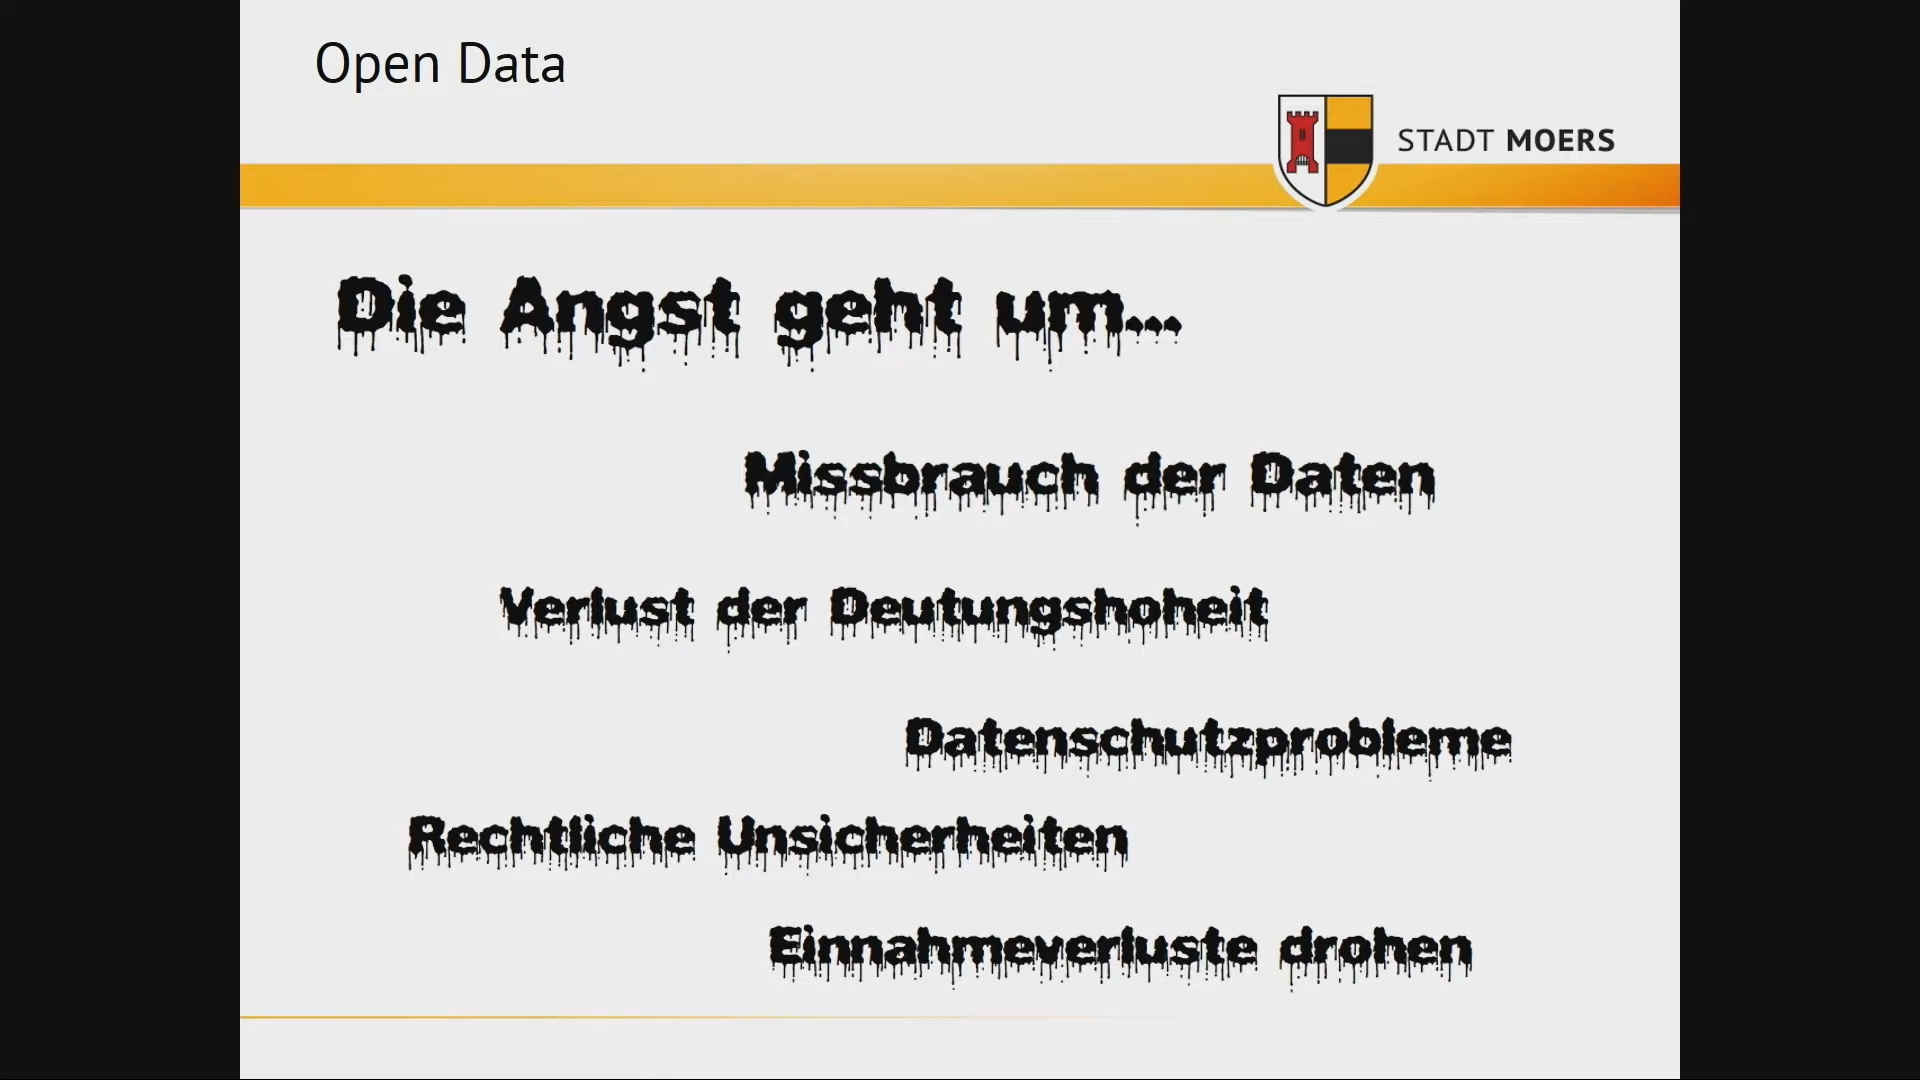 Open Data
STADT MOERS
Die Angst geht um...
Missbrauch der Daten
Verlust der Deutungshoheit
Datenschutzprobleme
Rechtliche Unsicherheiten
Einnahmeverluste drohen